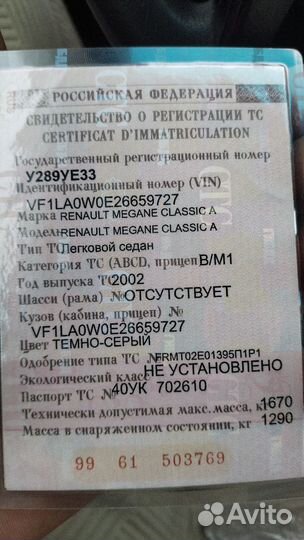 РОССИЙСКАЯ ФЕДЕРАЦИЯ
СВИДЕТЕЛЬСТВО О РЕГИСТРАЦИИ ТС
CERTIFICAT D'IMMATRICULATION
Государственный регистрационный номер
У289УЕ33
Идентификационный номер (VIN)
VF1LA0W0E26659727
Марка RENAULT MEGANE CLASSIC A
Модель RENAULT MEGANE CLASSIC A
Тип ТС Легковой седан
Категория ТС (ABCD, прицеп) B/M1
Год выпуска ТС 2002
Шасси (рама) № ОТСУТСТВУЕТ
Кузов (кабина, прицеп) №
VF1LA0W0E26659727
Цвет ТЕМНО-СЕРЫЙ
Одобрение типа ТС № FRMT02E01395П1Р1
Экологический класс НЕ УСТАНОВЛЕНО
Паспорт ТС № 40УК 702610
Технически допустимая макс. масса, кг 1670
Масса в снаряженном состоянии, кг 1290
99 61 503769
Avito